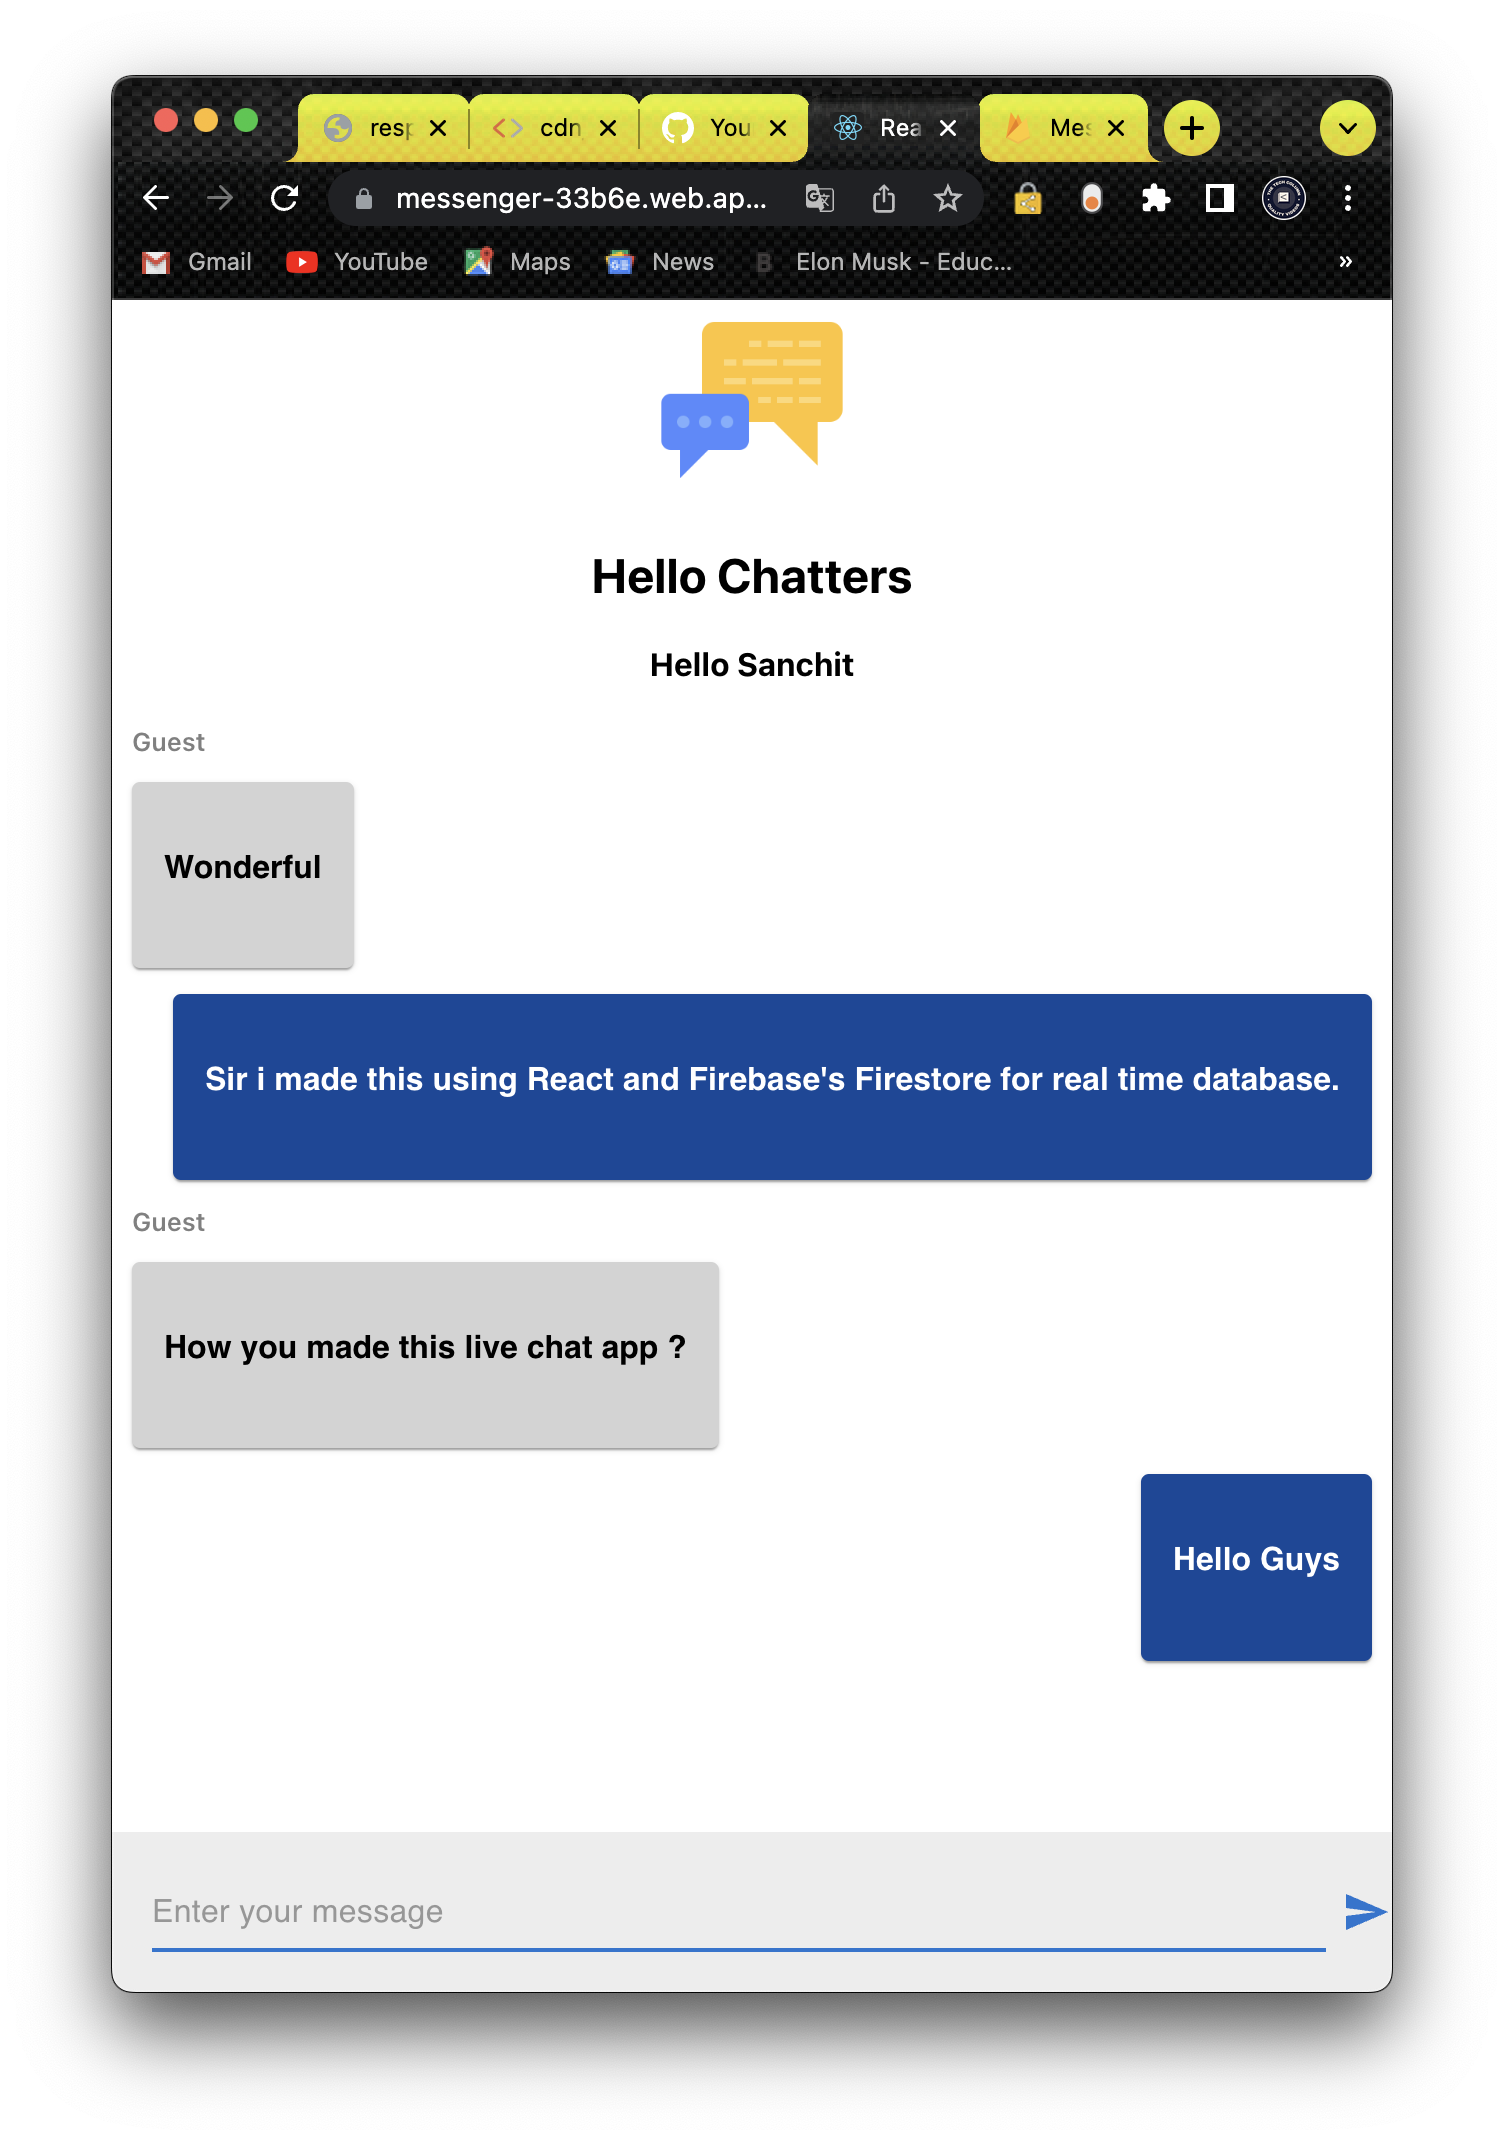 resp
cdn
You
Rea
Mes
messenger-33b6e.web.ap...
Gmail
YouTube
Maps
News
B
Elon Musk - Educ...
»
Hello Chatters
Hello Sanchit
Guest
Wonderful
Sir i made this using React and Firebase's Firestore for real time database.
Guest
How you made this live chat app ?
Hello Guys
Enter your message